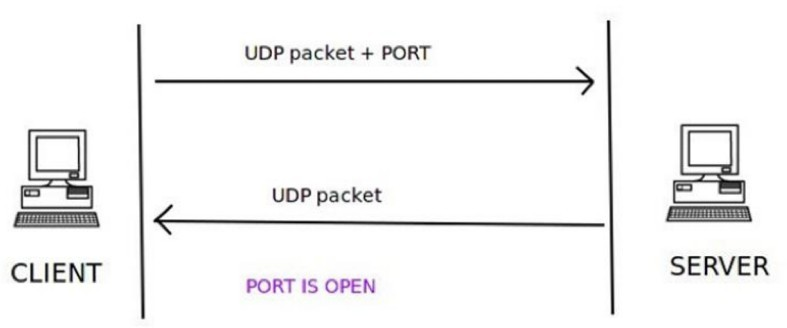 UDP packet + PORT
UDP packet
CLIENT
SERVER
PORT IS OPEN